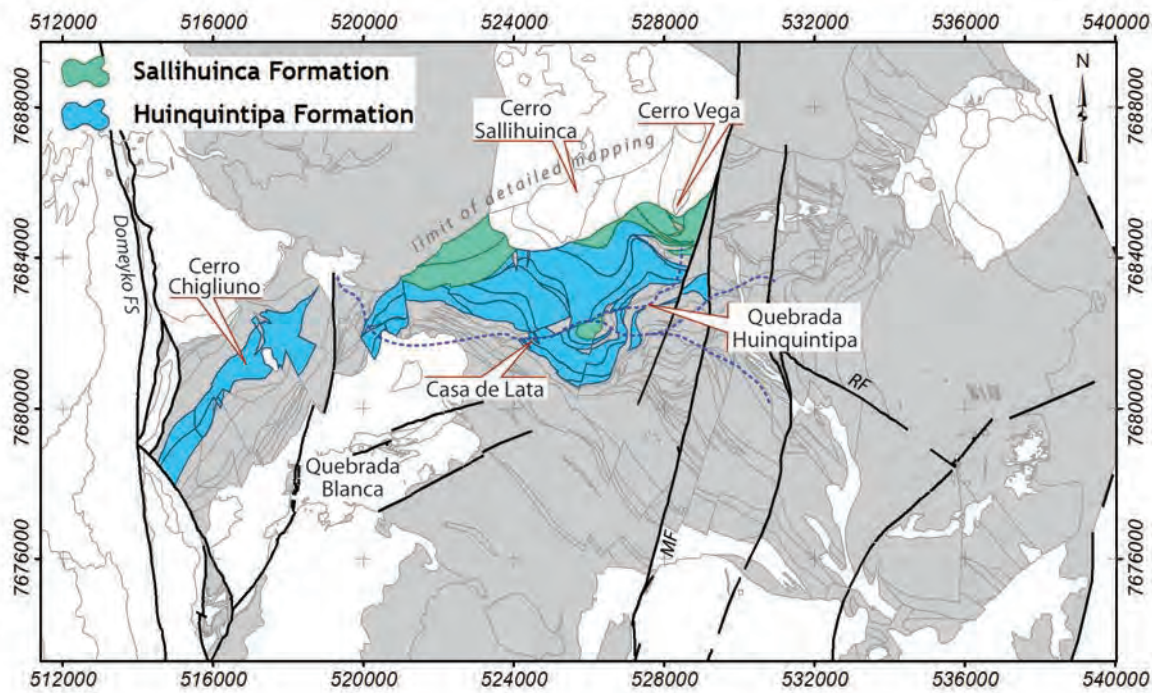 512000 516000 520000 524000 528000 532000 536000 540000
Sallihuinca Formation
Huinquintipa Formation
Cerro
Sallihuinca
Cerro Vega
N
S
7688000
7688000
limit of detailed mapping
Domeyko FS
7684000
7684000
Cerro
Chigliuno
Quebrada
Huinquintipa
Casa de Lata
RF
7680000
7680000
Quebrada
Blanca
MF
7676000
7676000
512000 516000 520000 524000 528000 532000 536000 540000